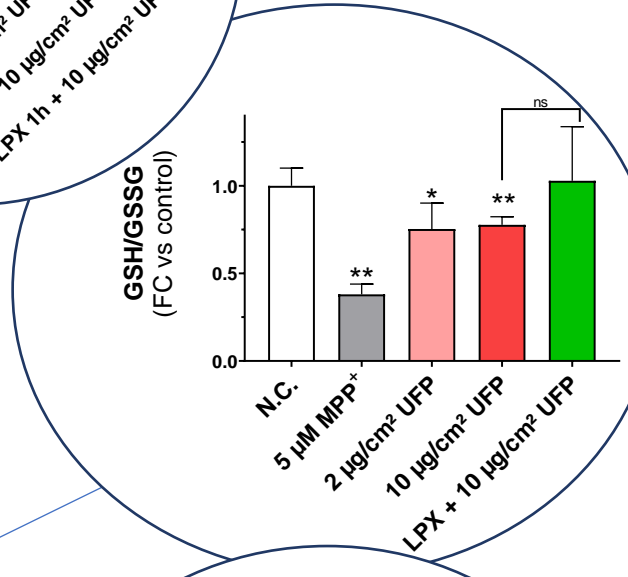 10 µg/cm² UF
LPX 1h + 10 µg/cm² UF
GSH/GSSG
(FC vs control)
1.0
0.5
0.0
**
*
**
ns
N.C.
5 µM MPP⁺
2 µg/cm² UFP
10 µg/cm² UFP
LPX + 10 µg/cm² UFP